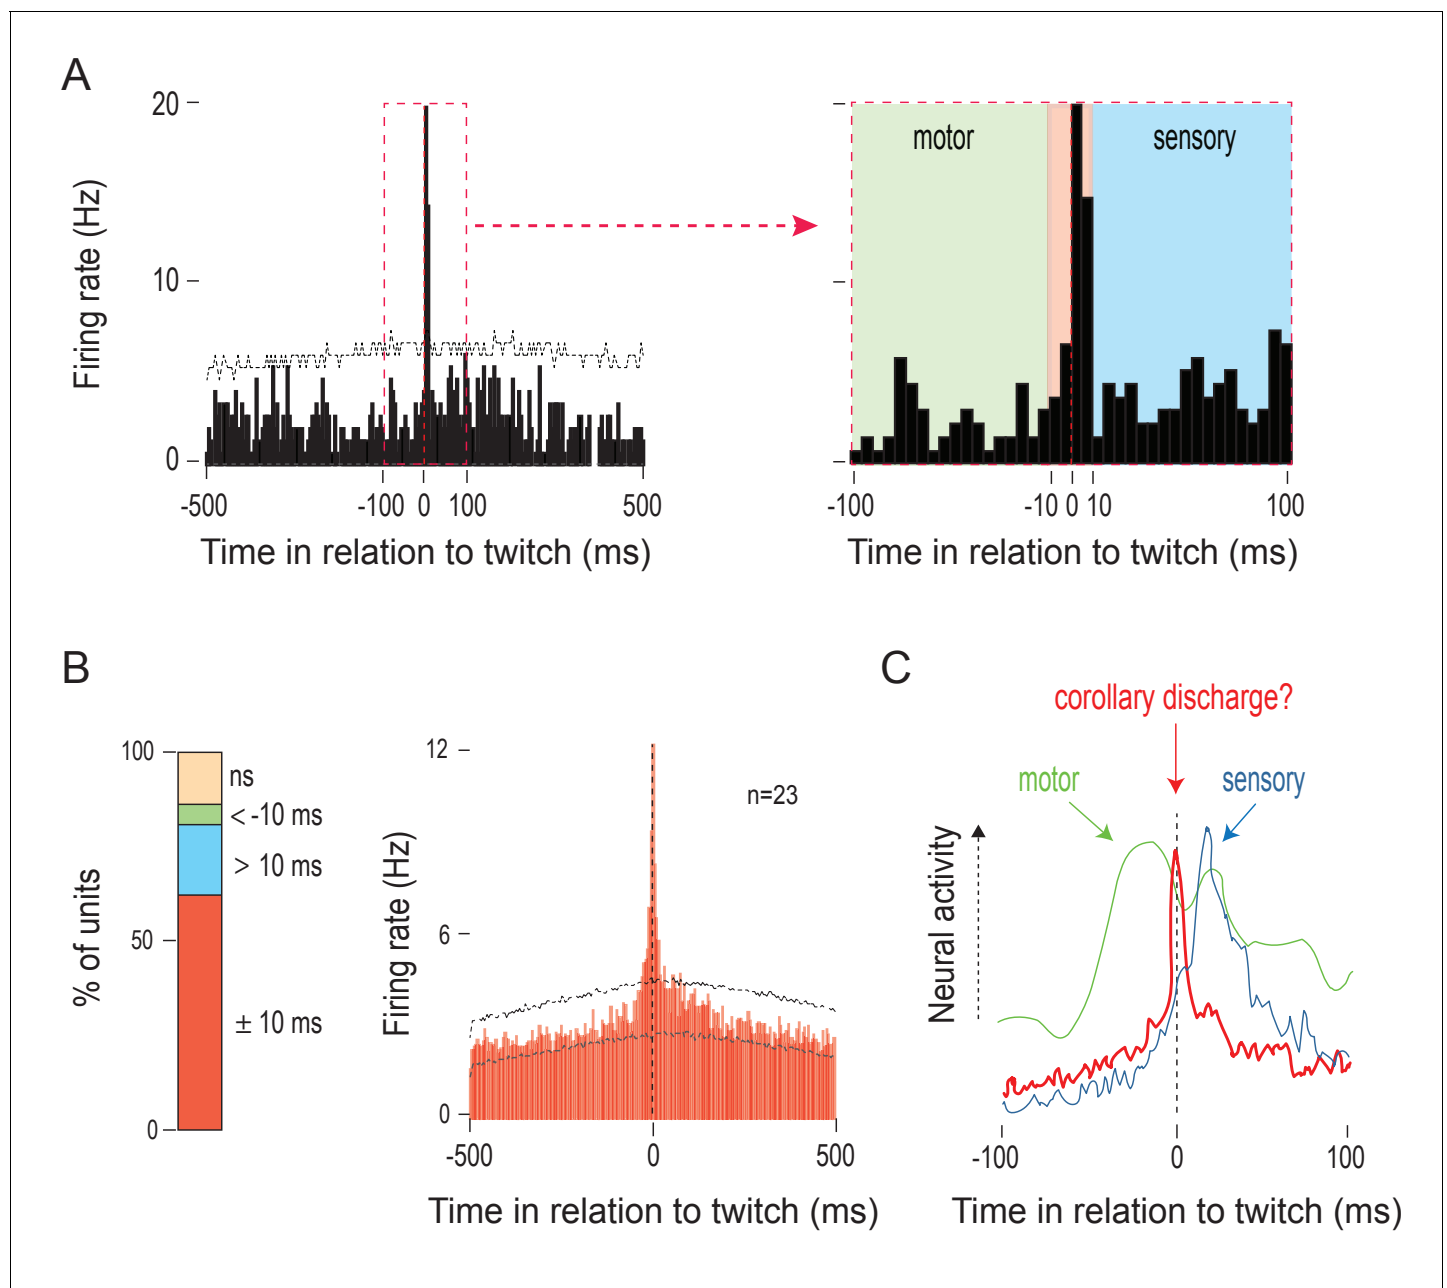 A
20
10
0
Firing rate (Hz)
-500
-100
0
100
500
Time in relation to twitch (ms)
motor
sensory
-100
-10
0
10
100
Time in relation to twitch (ms)
B
100
50
0
% of units
ns
< -10 ms
> 10 ms
± 10 ms
12
6
0
Firing rate (Hz)
n=23
-500
0
500
Time in relation to twitch (ms)
C
corollary discharge?
motor
sensory
Neural activity
-100
0
100
Time in relation to twitch (ms)